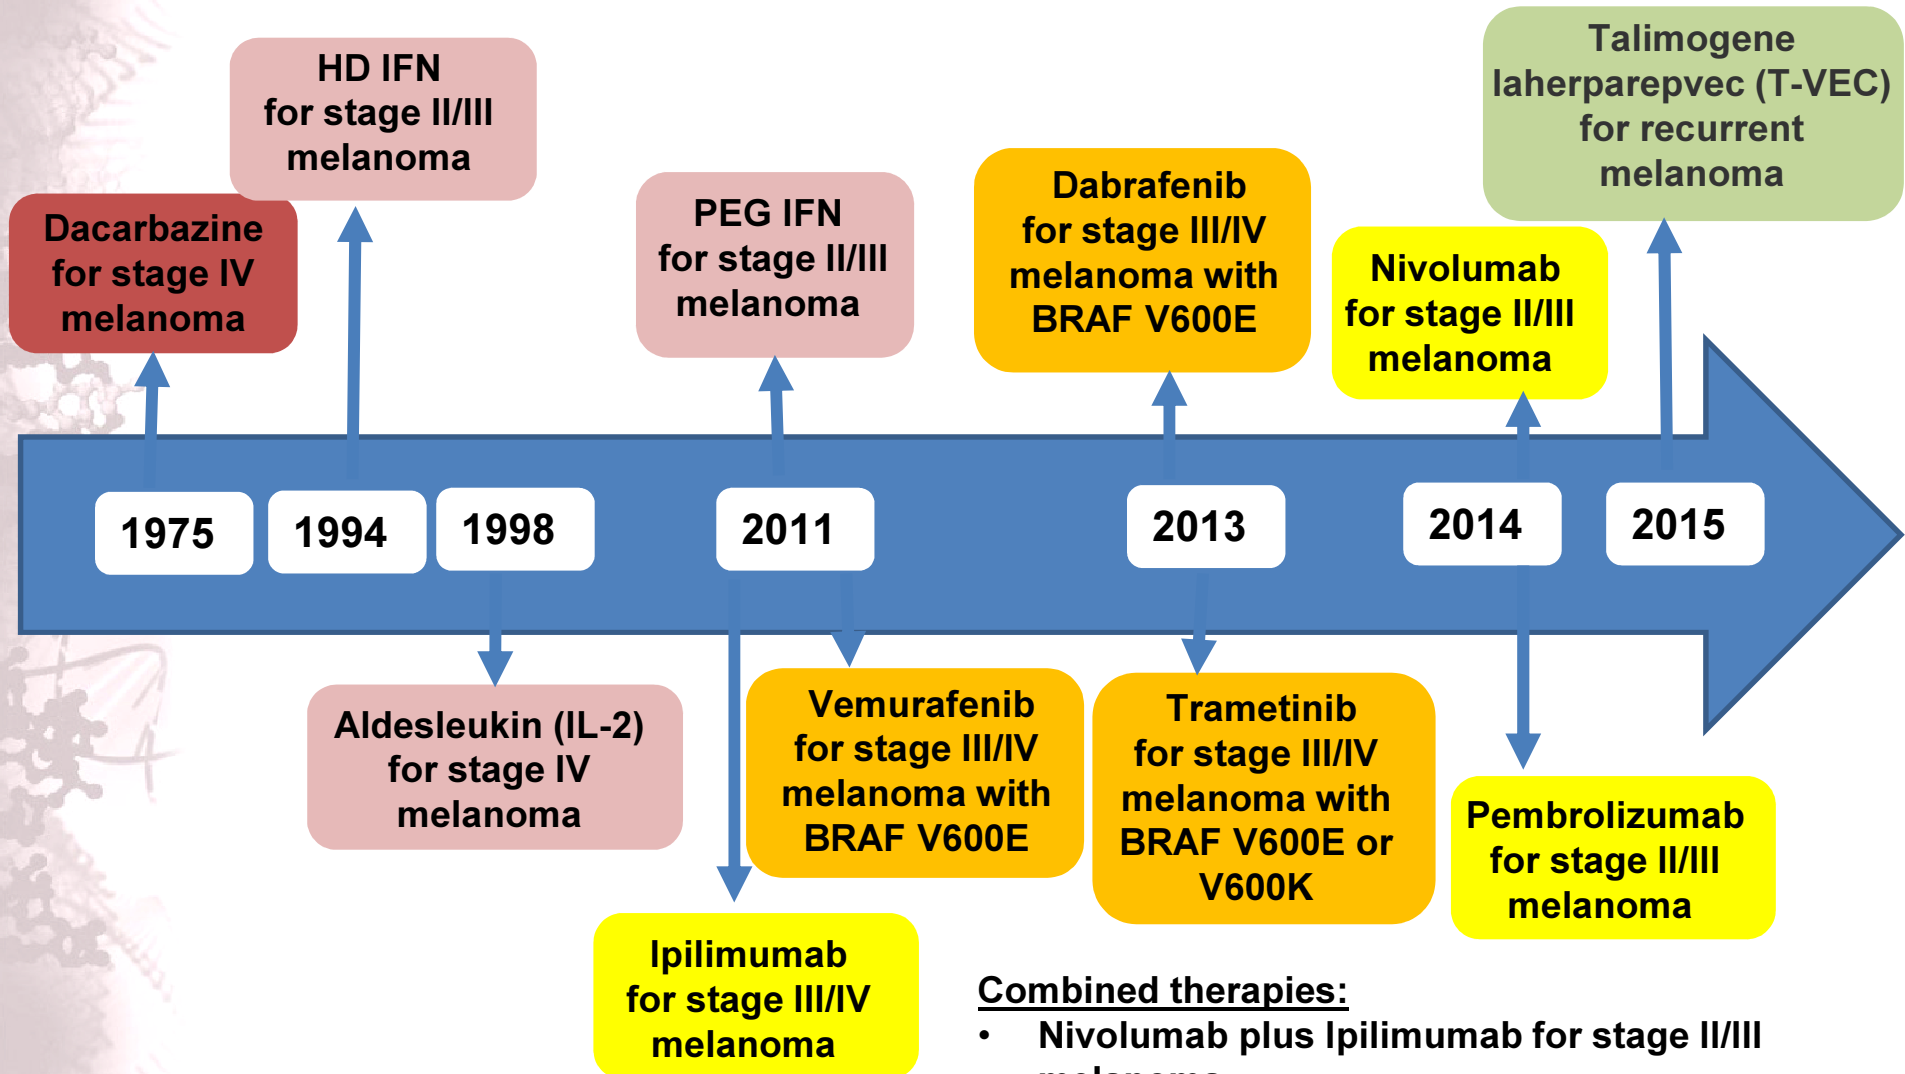 HD IFN
for stage II/III
melanoma
Talimogene
laherparepvec (T-VEC)
for recurrent
melanoma
Dacarbazine
for stage IV
melanoma
PEG IFN
for stage II/III
melanoma
Dabrafenib
for stage III/IV
melanoma with
BRAF V600E
Nivolumab
for stage II/III
melanoma
1975
1994
1998
2011
2013
2014
2015
Aldesleukin (IL-2)
for stage IV
melanoma
Vemurafenib
for stage III/IV
melanoma with
BRAF V600E
Trametinib
for stage III/IV
melanoma with
BRAF V600E or
V600K
Pembrolizumab
for stage II/III
melanoma
Ipilimumab
for stage III/IV
melanoma
Combined therapies:
• Nivolumab plus Ipilimumab for stage II/III